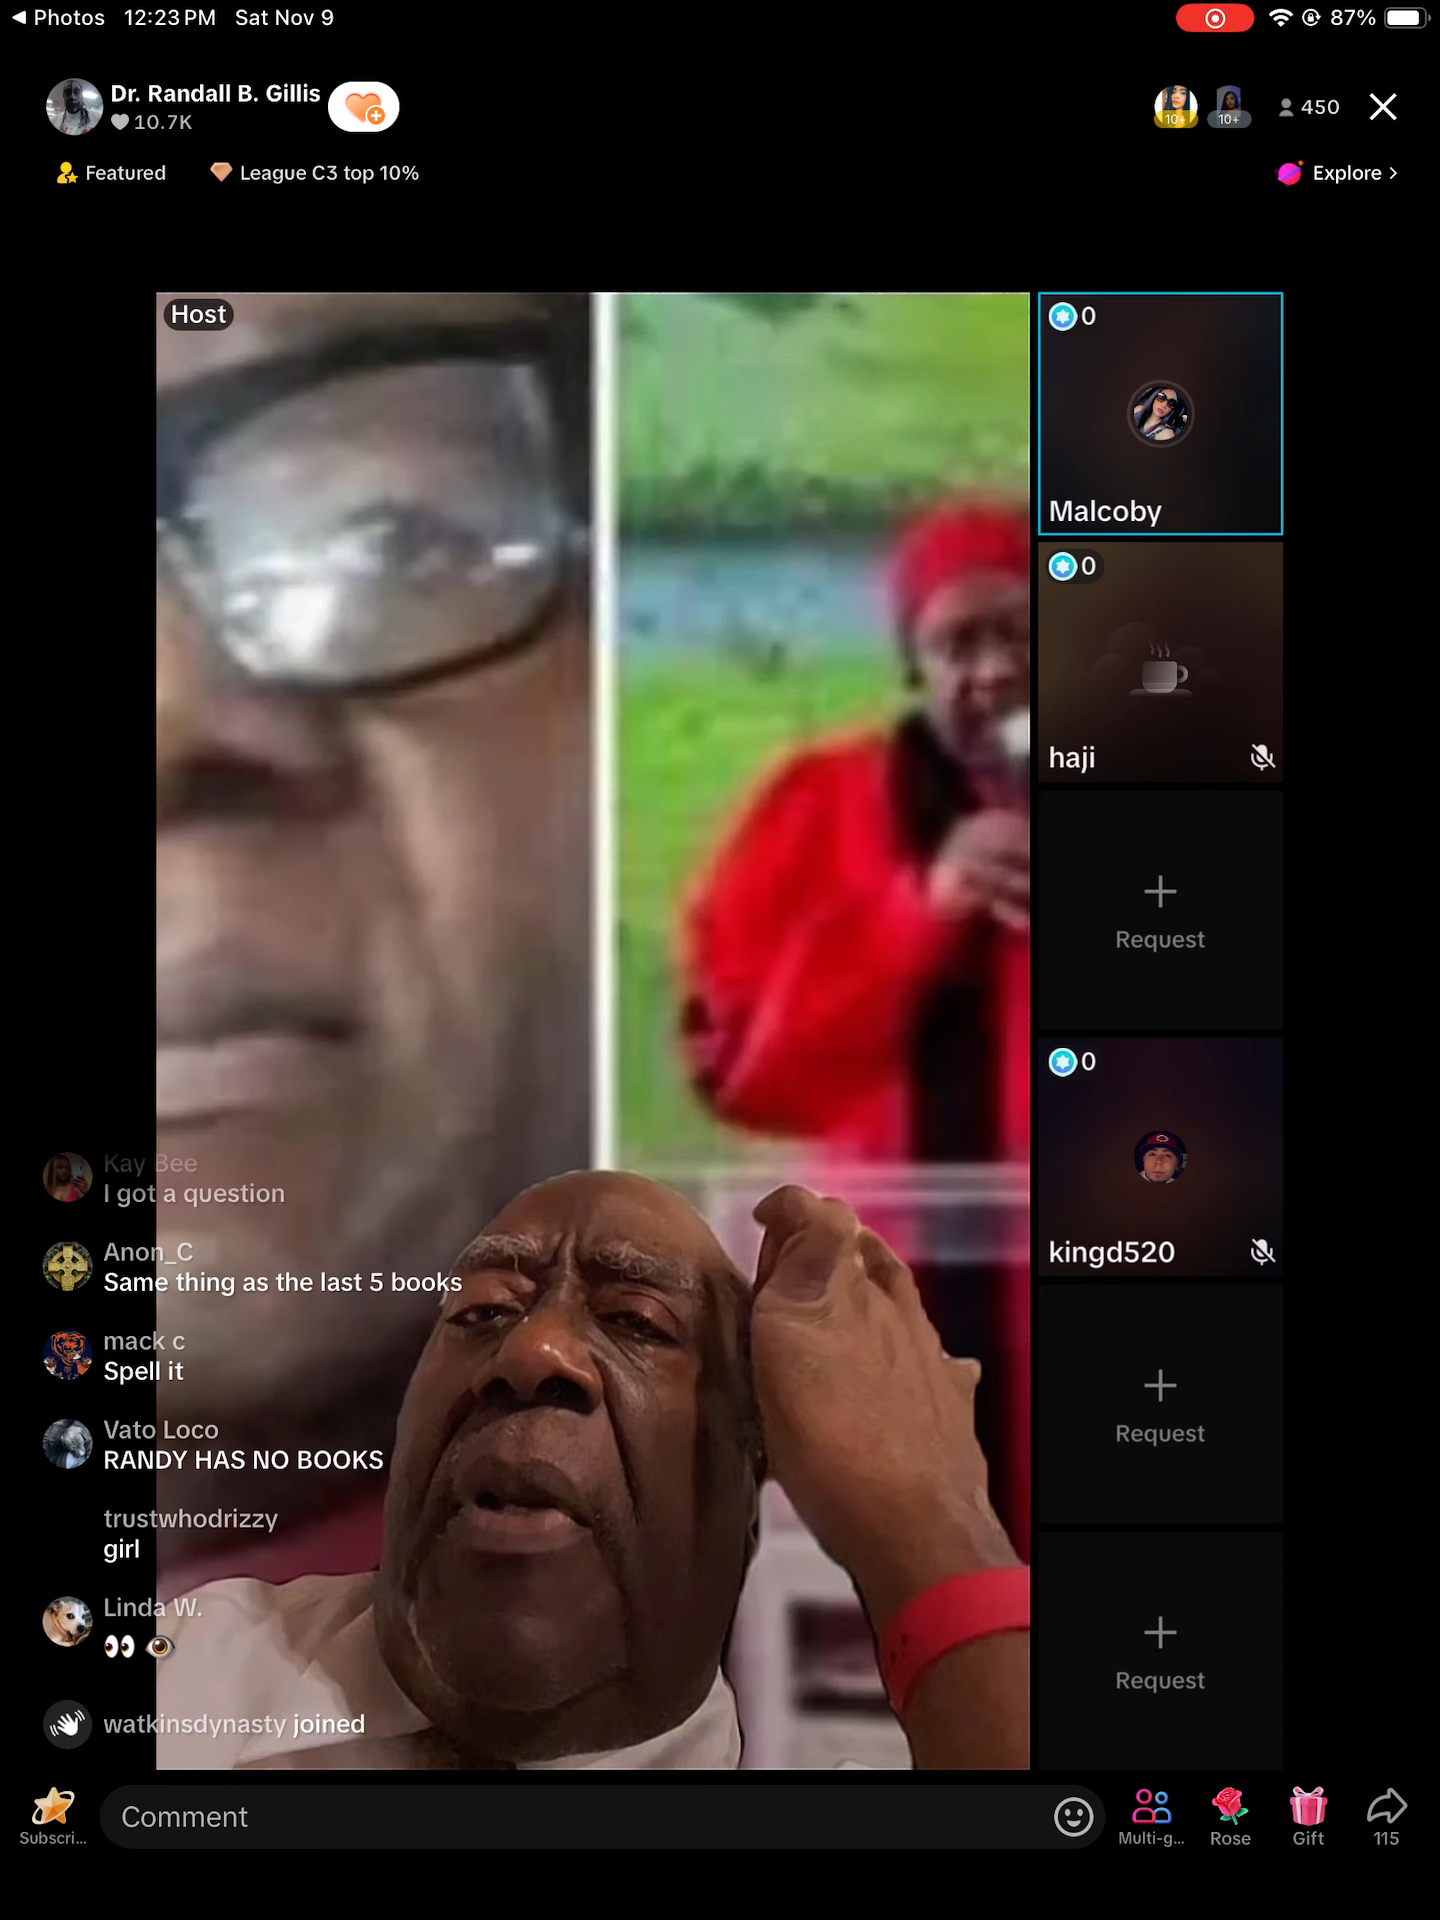 Photos 12:23 PM Sat Nov 9 87%
Dr. Randall B. Gillis
10.7K
10+ 10+ 450
Featured League C3 top 10% Explore
Host
0
Malcoby
0
haji
Request
0
kingd520
Request
Request
Kay Bee
I got a question
Anon_C
Same thing as the last 5 books
mack c
Spell it
Vato Loco
RANDY HAS NO BOOKS
trustwhodrizzy
girl
Linda W.
👀 👁️
watkinsdynasty joined
Subscri... Comment Multi-g... Rose Gift 115